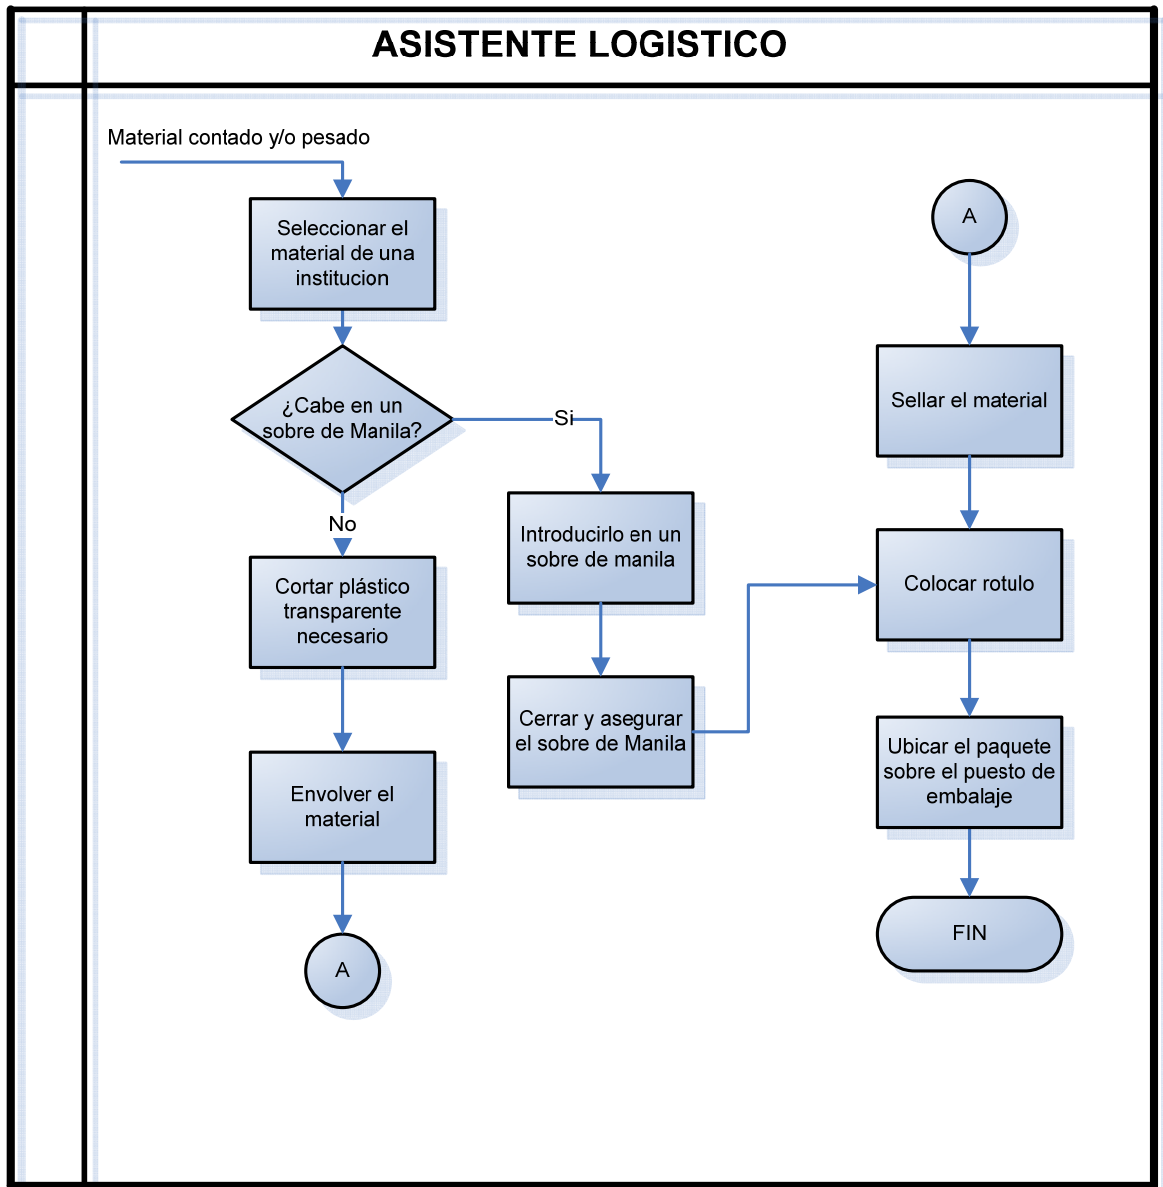 ASISTENTE LOGISTICO
Material contado y/o pesado
Seleccionar el
material de una
institucion
¿Cabe en un
sobre de Manila?
Si
No
Cortar plástico
transparente
necesario
Envolver el
material
A
Introducirlo en un
sobre de manila
Cerrar y asegurar
el sobre de Manila
A
Sellar el material
Colocar rotulo
Ubicar el paquete
sobre el puesto de
embalaje
FIN